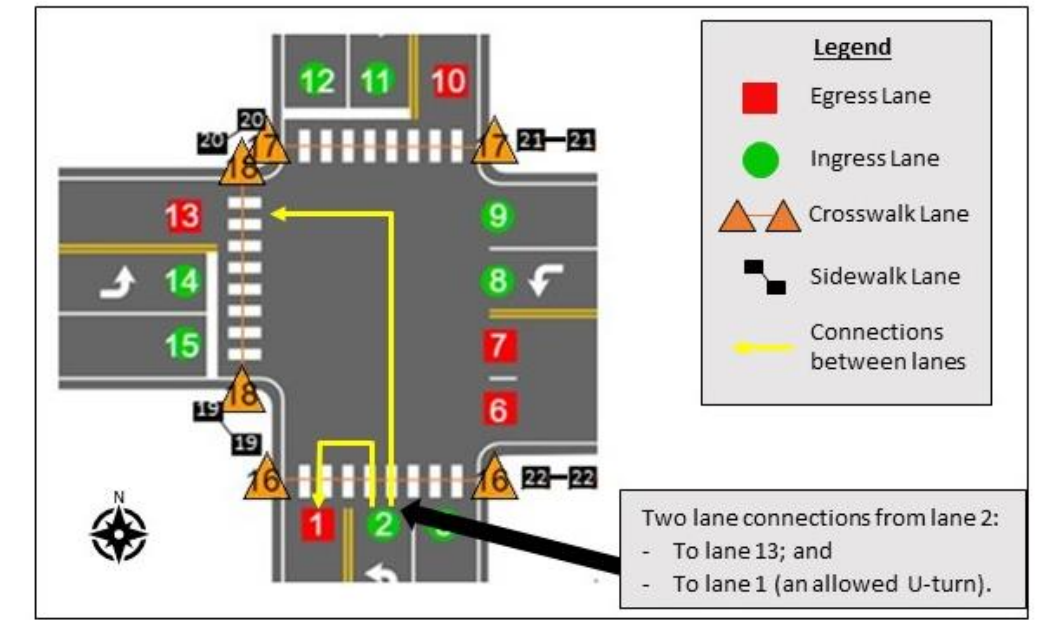 Legend
Egress Lane
Ingress Lane
Crosswalk Lane
Sidewalk Lane
Connections
between lanes
12 11 10
20
20
17 17 21 21
18
13 9
14 8
15 7
18 6
19
19
16 16 22 22
N
1 2
Two lane connections from lane 2:
- To lane 13; and
- To lane 1 (an allowed U-turn).